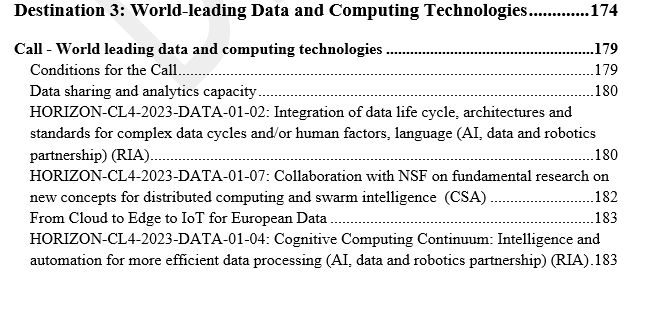 Destination 3: World-leading Data and Computing Technologies.............174
Call - World leading data and computing technologies .......................................................179
Conditions for the Call..............................................................................................................179
Data sharing and analytics capacity.........................................................................................180
HORIZON-CL4-2023-DATA-01-02: Integration of data life cycle, architectures and
standards for complex data cycles and/or human factors, language (AI, data and robotics
partnership) (RIA)......................................................................................................................180
HORIZON-CL4-2023-DATA-01-07: Collaboration with NSF on fundamental research on
new concepts for distributed computing and swarm intelligence (CSA) ...........................182
From Cloud to Edge to IoT for European Data ......................................................................183
HORIZON-CL4-2023-DATA-01-04: Cognitive Computing Continuum: Intelligence and
automation for more efficient data processing (AI, data and robotics partnership) (RIA).183